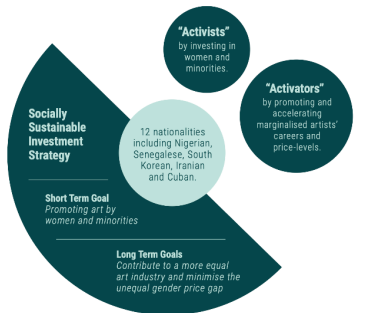 “Activists”
by investing in
women and
minorities.
“Activators”
by promoting and
accelerating
marginalised artists’
careers and
price-levels.
Socially
Sustainable
Investment
Strategy
12 nationalities
including Nigerian,
Senegalese, South
Korean, Iranian
and Cuban.
Short Term Goal
Promoting art by
women and minorities
Long Term Goals
Contribute to a more equal
art industry and minimise the
unequal gender price gap